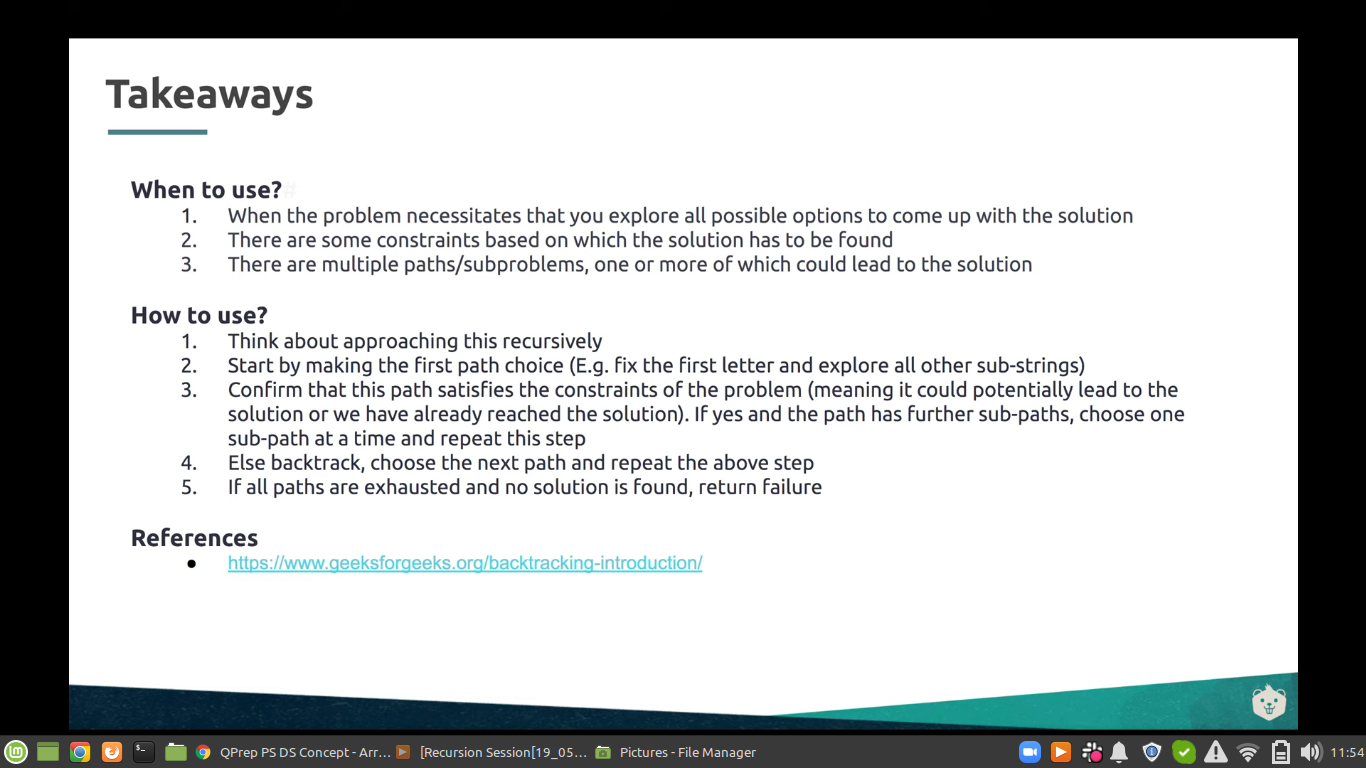 Takeaways
When to use?
1. When the problem necessitates that you explore all possible options to come up with the solution
2. There are some constraints based on which the solution has to be found
3. There are multiple paths/subproblems, one or more of which could lead to the solution
How to use?
1. Think about approaching this recursively
2. Start by making the first path choice (E.g. fix the first letter and explore all other sub-strings)
3. Confirm that this path satisfies the constraints of the problem (meaning it could potentially lead to the
solution or we have already reached the solution). If yes and the path has further sub-paths, choose one
sub-path at a time and repeat this step
4. Else backtrack, choose the next path and repeat the above step
5. If all paths are exhausted and no solution is found, return failure
References
● https://www.geeksforgeeks.org/backtracking-introduction/
QPrep PS DS Concept - Arr... [Recursion Session[19_05... Pictures - File Manager 11:54